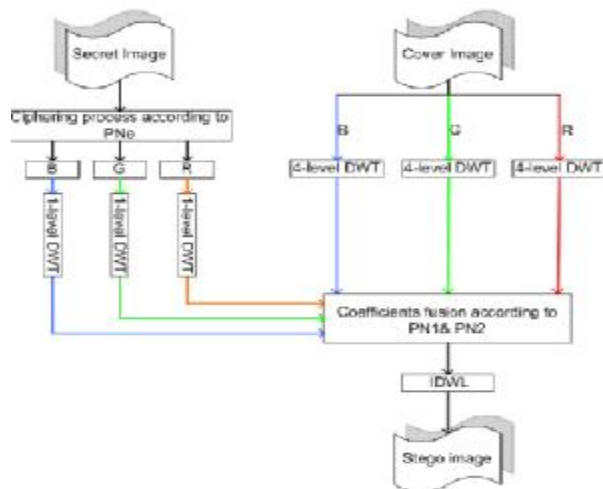 Secret Image
Cover Image
Ciphering process according to
PNe
B
G
R
B
G
R
4-level DWT
4-level DWT
4-level DWT
1-level DWT
1-level DWT
1-level DWT
Coefficients fusion according to
PN1& PN2
IDWL
Stego image